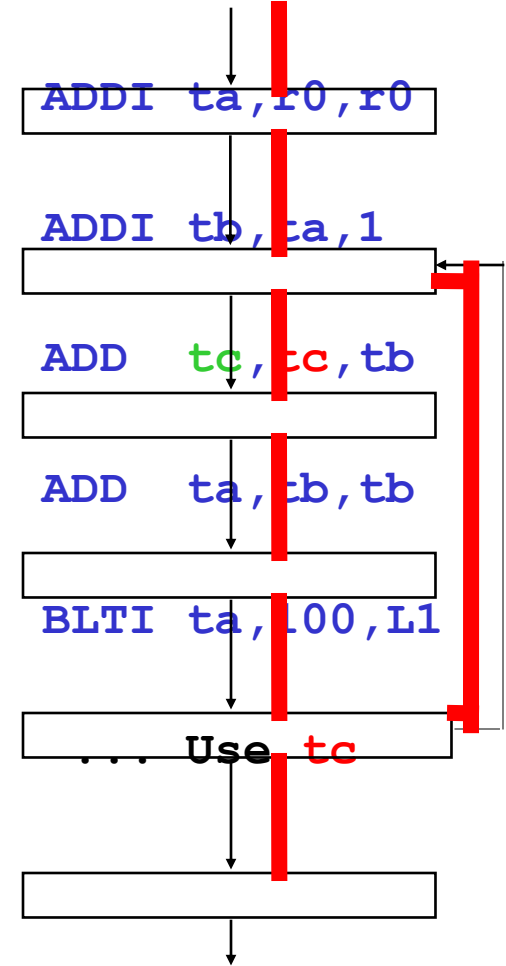 ADDI ta,r0,r0
ADDI tb,ta,1
ADD tc,tc,tb
ADD ta,tb,tb
BLTI ta,100,L1
... Use tc